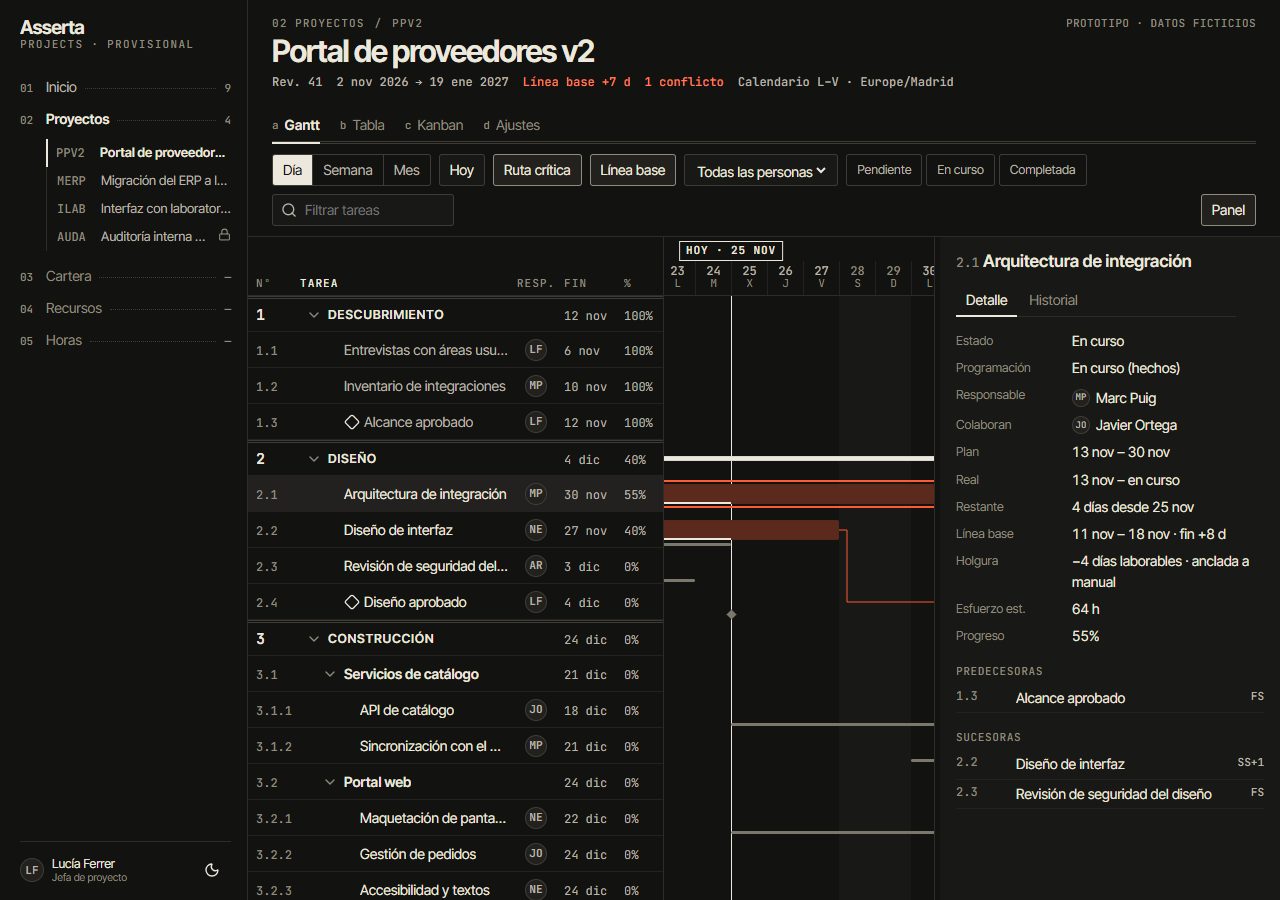 Asserta
PROJECTS · PROVISIONAL
01 Inicio 9
02 Proyectos 4
PPV2 Portal de proveedor...
MERP Migración del ERP a l...
ILAB Interfaz con laborator...
AUDA Auditoría interna ...
03 Cartera –
04 Recursos –
05 Horas –
LF Lucía Ferrer
Jefa de proyecto
02 PROYECTOS / PPV2
PROTOTIPO · DATOS FICTICIOS
Portal de proveedores v2
Rev. 41 2 nov 2026 → 19 ene 2027 Línea base +7 d 1 conflicto Calendario L–V · Europe/Madrid
a Gantt b Tabla c Kanban d Ajustes
Día Semana Mes Hoy Ruta crítica Línea base Todas las personas Pendiente En curso Completada
Filtrar tareas Panel
HOY · 25 NOV
23 24 25 26 27 28 29 30
L M X J V S D L
Nº TAREA RESP. FIN %
1 DESCUBRIMIENTO 12 nov 100%
1.1 Entrevistas con áreas usu... LF 6 nov 100%
1.2 Inventario de integraciones MP 10 nov 100%
1.3 Alcance aprobado LF 12 nov 100%
2 DISEÑO 4 dic 40%
2.1 Arquitectura de integración MP 30 nov 55%
2.2 Diseño de interfaz NE 27 nov 40%
2.3 Revisión de seguridad del... AR 3 dic 0%
2.4 Diseño aprobado LF 4 dic 0%
3 CONSTRUCCIÓN 24 dic 0%
3.1 Servicios de catálogo 21 dic 0%
3.1.1 API de catálogo JO 18 dic 0%
3.1.2 Sincronización con el ... MP 21 dic 0%
3.2 Portal web 24 dic 0%
3.2.1 Maquetación de panta... NE 22 dic 0%
3.2.2 Gestión de pedidos JO 24 dic 0%
3.2.3 Accesibilidad y textos NE 24 dic 0%
2.1 Arquitectura de integración
Detalle Historial
Estado En curso
Programación En curso (hechos)
Responsable MP Marc Puig
Colaboran JO Javier Ortega
Plan 13 nov – 30 nov
Real 13 nov – en curso
Restante 4 días desde 25 nov
Línea base 11 nov – 18 nov · fin +8 d
Holgura −4 días laborables · anclada a
manual
Esfuerzo est. 64 h
Progreso 55%
PREDECESORAS
1.3 Alcance aprobado FS
SUCESORAS
2.2 Diseño de interfaz SS+1
2.3 Revisión de seguridad del diseño FS